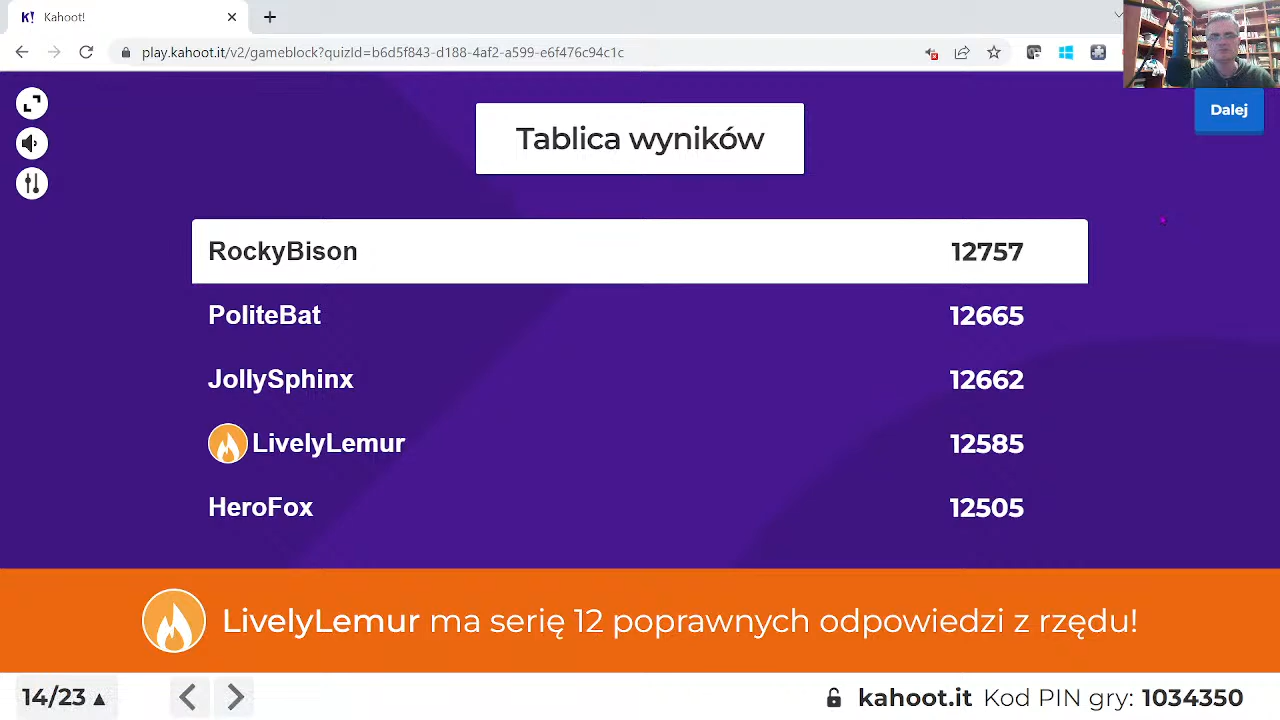 K! Kahoot!
play.kahoot.it/v2/gameblock?quizId=b6d5f843-d188-4af2-a599-e6f476c94c1c
Dalej
Tablica wyników
RockyBison 12757
PoliteBat 12665
JollySphinx 12662
LivelyLemur 12585
HeroFox 12505
LivelyLemur ma serię 12 poprawnych odpowiedzi z rzędu!
14/23 kahoot.it Kod PIN gry: 1034350